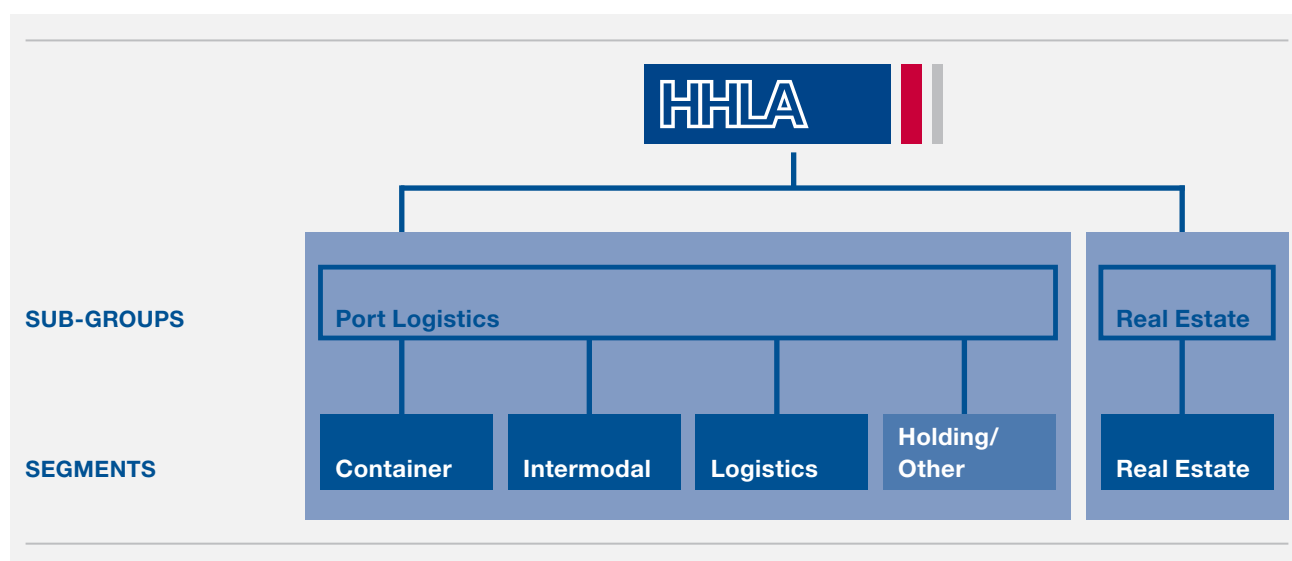 HHLA
SUB-GROUPS
Port Logistics
Real Estate
SEGMENTS
Container
Intermodal
Logistics
Holding/
Other
Real Estate